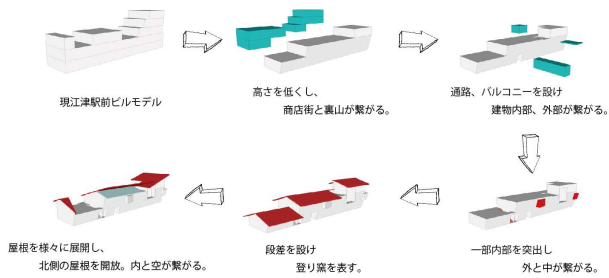 現江津駅前ビルモデル
高さを低くし、
商店街と裏山が繋がる。
通路、バルコニーを設け
建物内部、外部が繋がる。
一部内部を突出し
外と中が繋がる。
段差を設け
登り窯を表す。
屋根を様々に展開し、
北側の屋根を開放。内と空が繋がる。